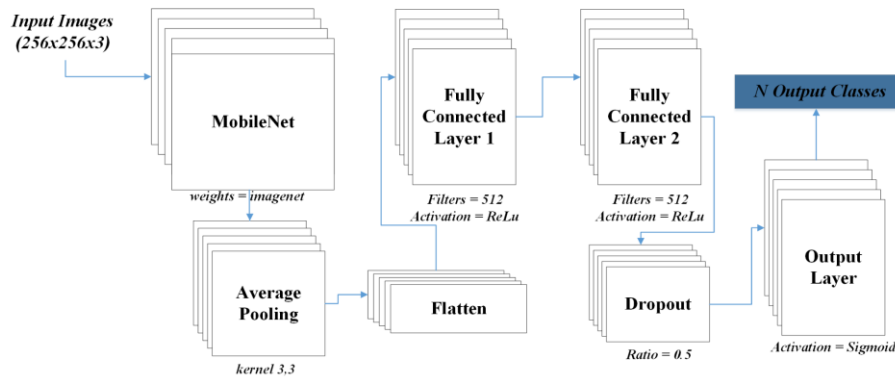 Input Images
(256x256x3)
MobileNet
weights = imagenet
Average
Pooling
kernel 3,3
Flatten
Fully
Connected
Layer 1
Filters = 512
Activation = ReLu
Fully
Connected
Layer 2
Filters = 512
Activation = ReLu
Dropout
Ratio = 0.5
Output
Layer
Activation = Sigmoid
N Output Classes